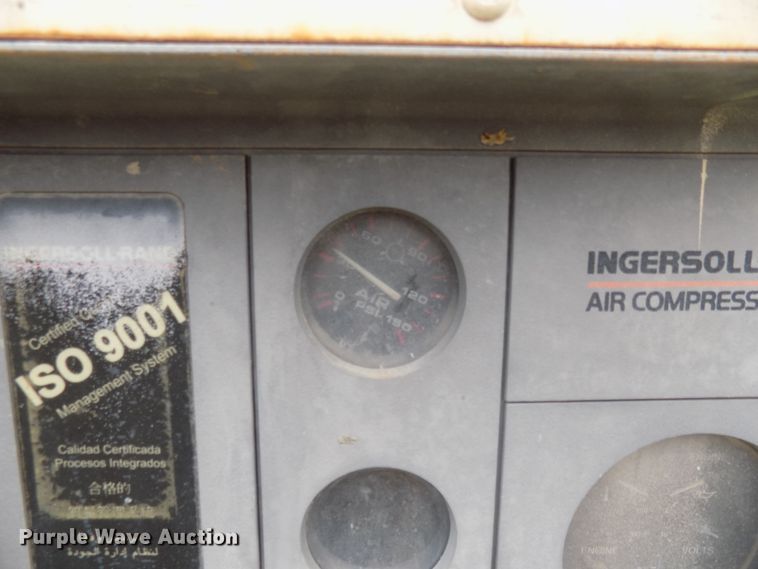 INGERSOLL-RAND
Certified Quality
ISO 9001
Management System
Calidad Certificada
Procesos Integrados
合格的
لنظام إدارة الجودة
0
60
90
120
AIR
PSI
150
INGERSOLL
AIR COMPRESS
ENGINE
VOLTS
Purple Wave Auction